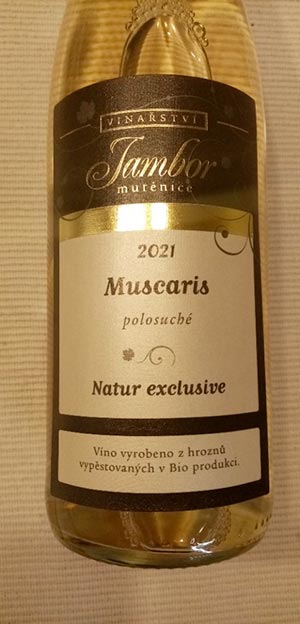 VINAŘSTVÍ
Jambor
mutěnice
2021
Muscaris
polosuché
Natur exclusive
Víno vyrobeno z hroznů
vypěstovaných v Bio produkci.